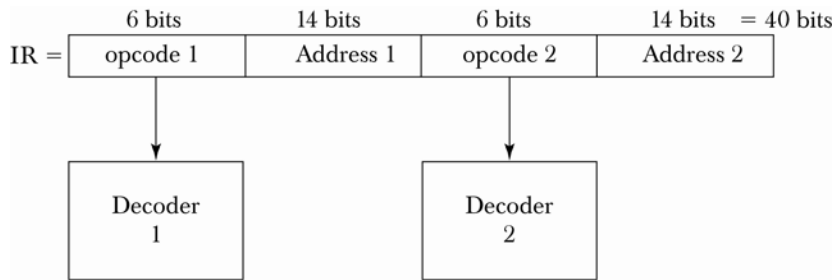 6 bits 14 bits 6 bits 14 bits = 40 bits
IR = opcode 1 Address 1 opcode 2 Address 2
Decoder Decoder
1 2